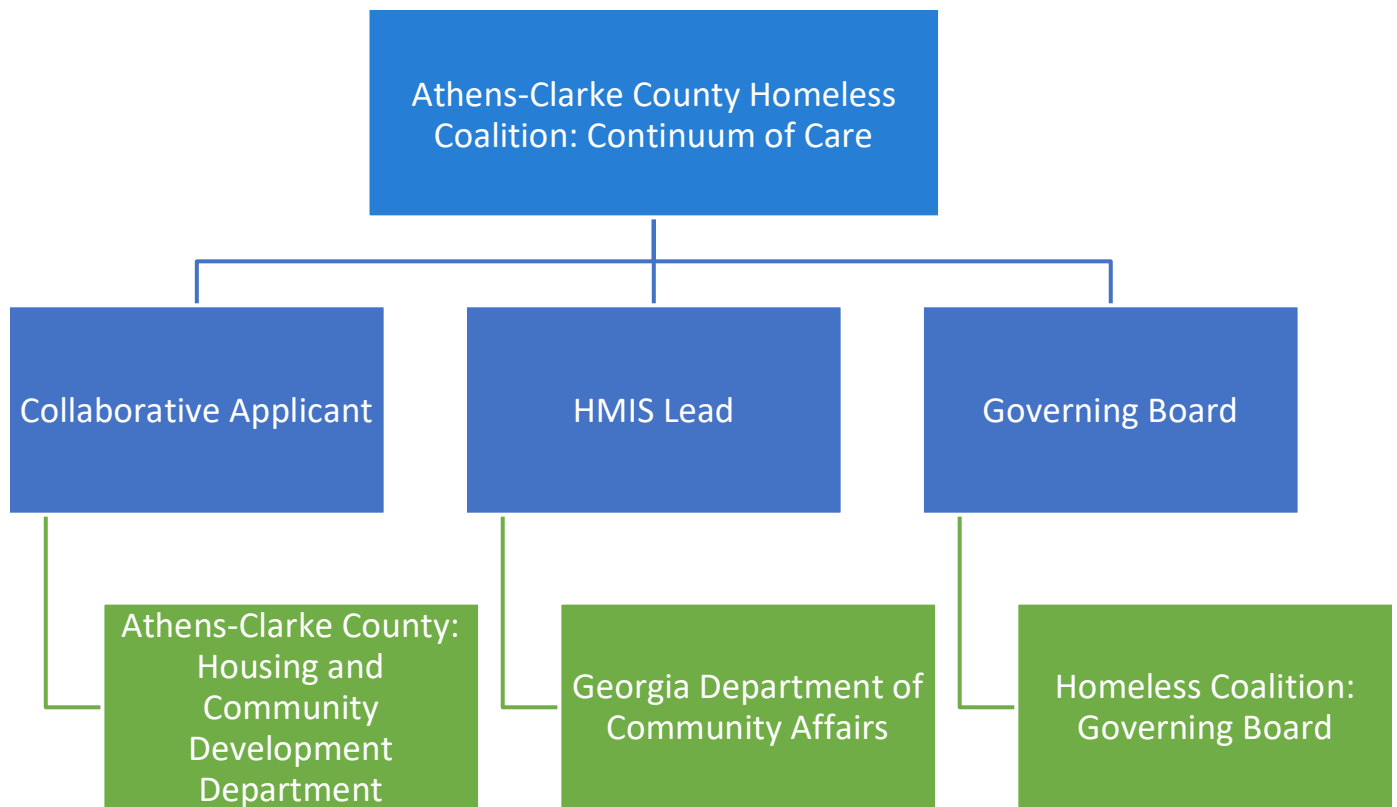 Athens-Clarke County Homeless
Coalition: Continuum of Care
Collaborative Applicant
HMIS Lead
Governing Board
Athens-Clarke County:
Housing and
Community
Development
Department
Georgia Department of
Community Affairs
Homeless Coalition:
Governing Board